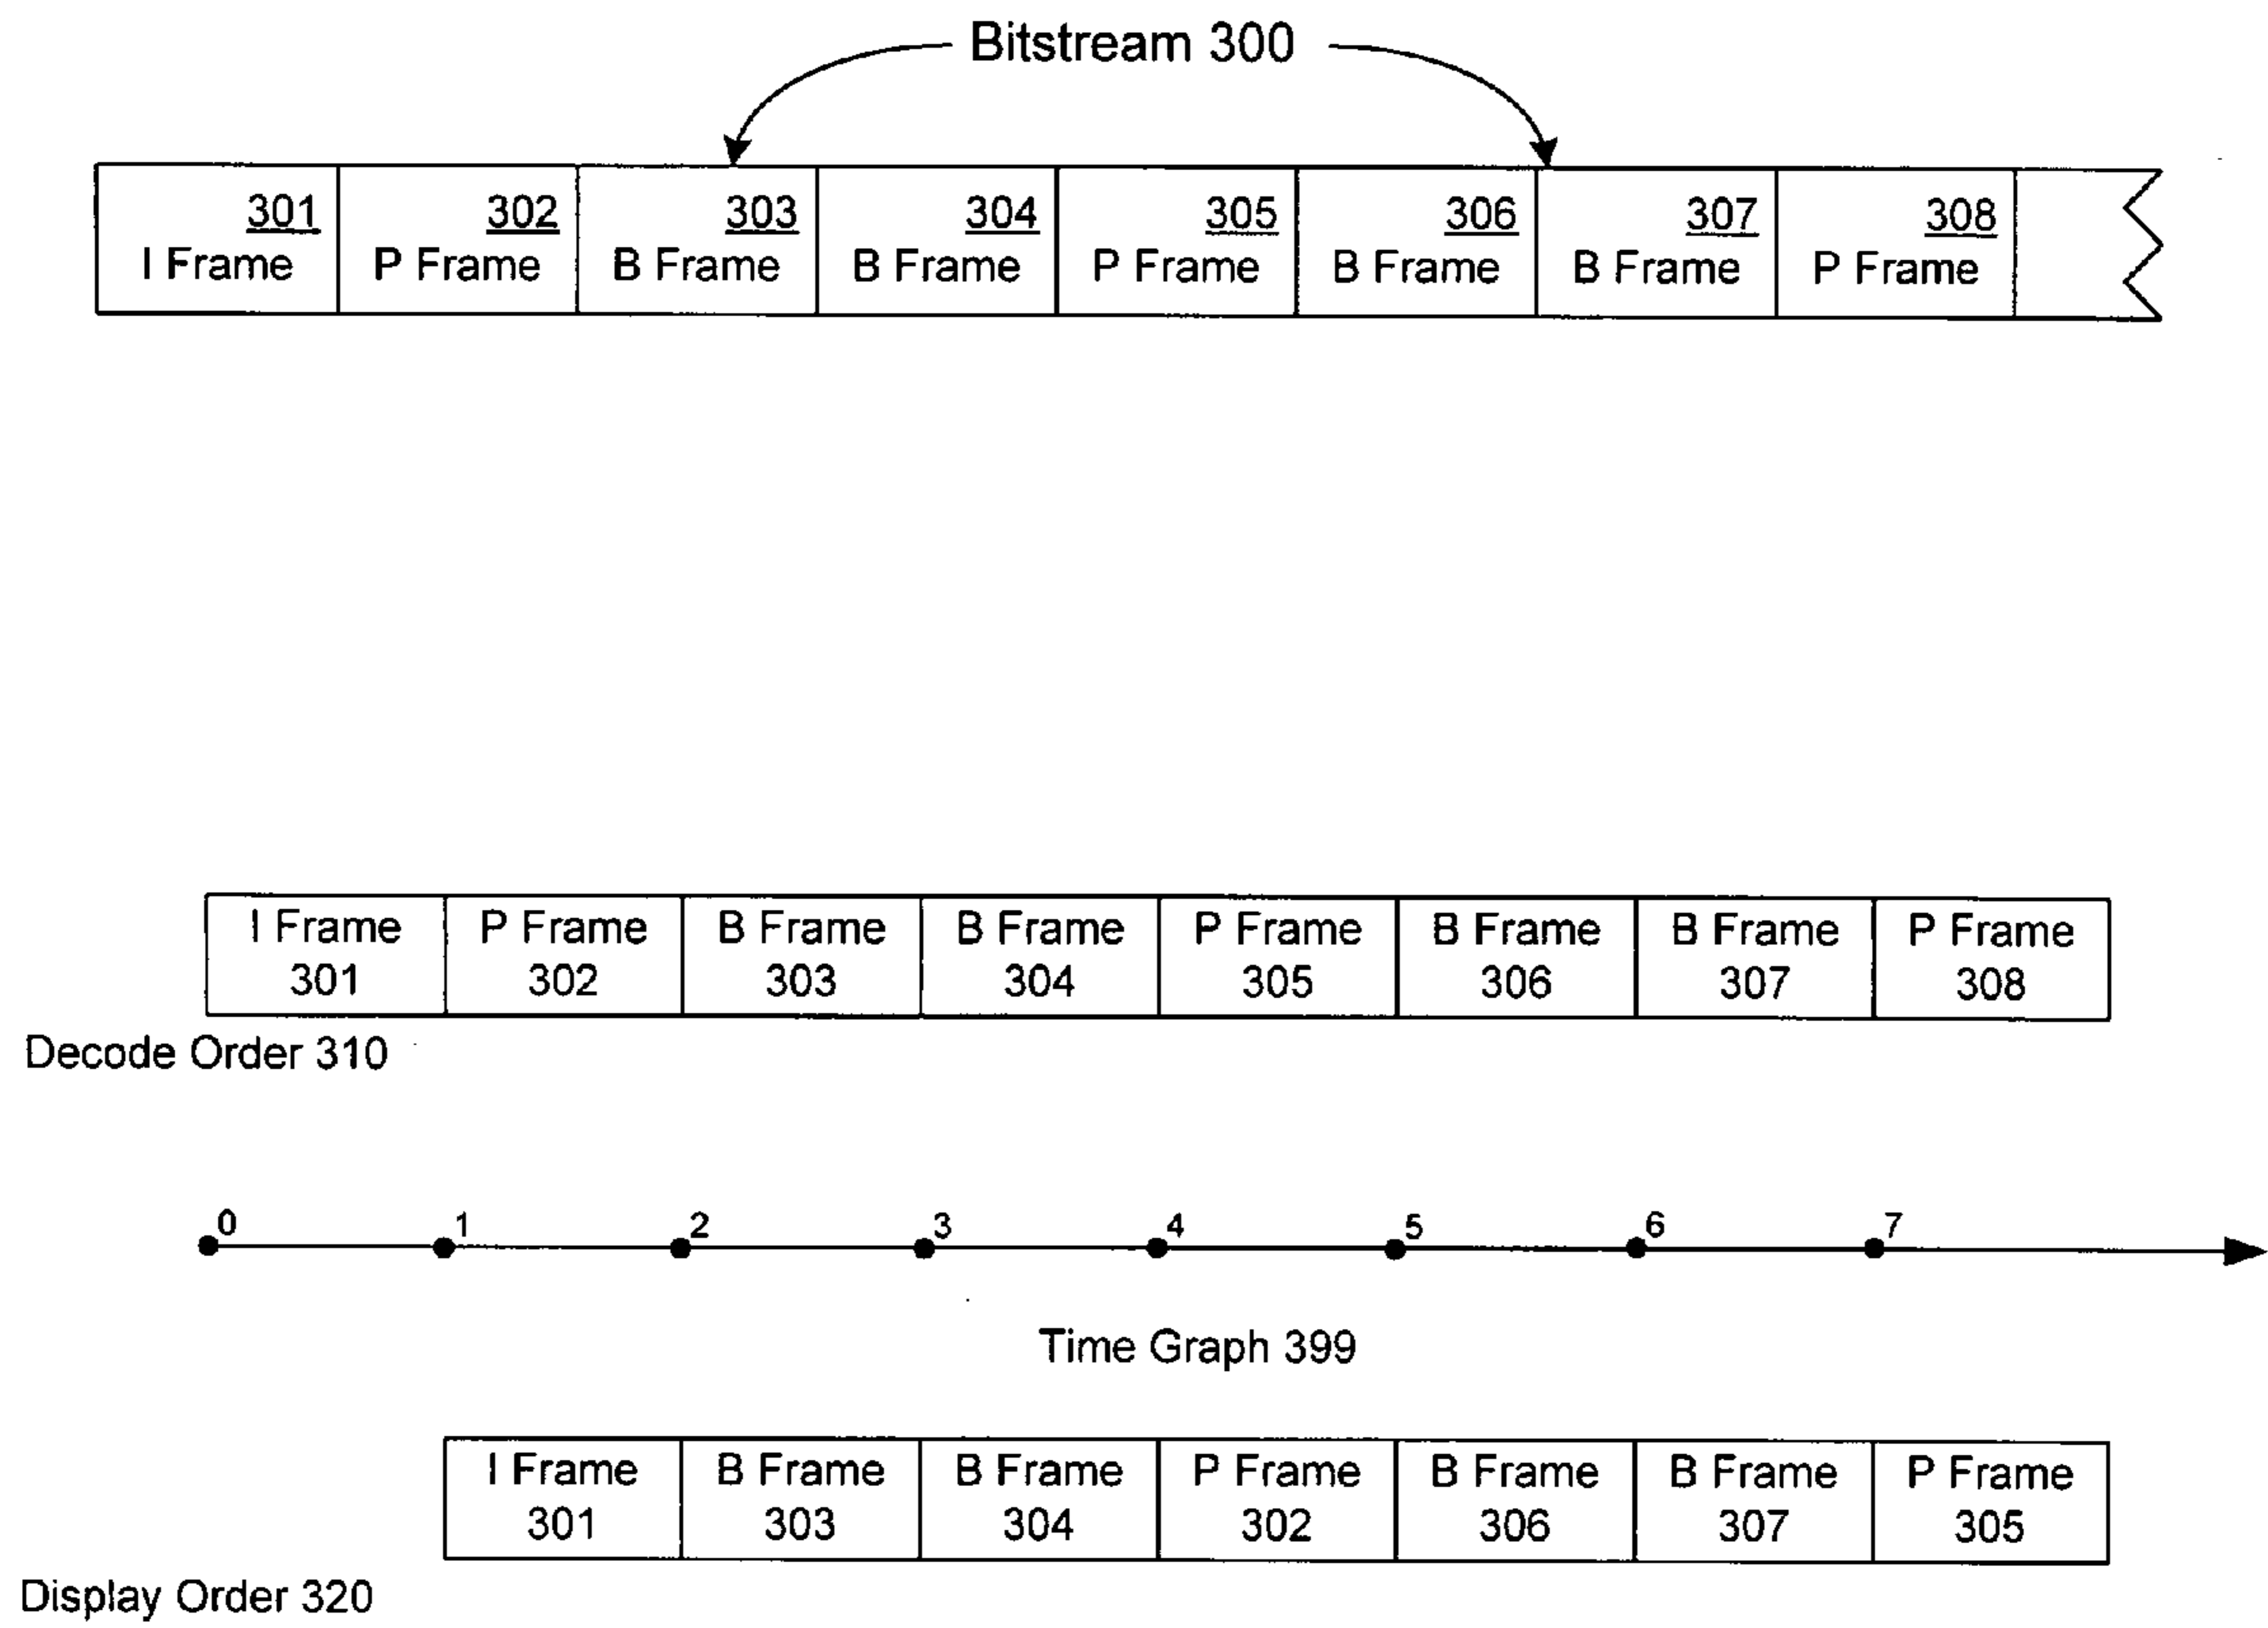 Bitstream 300
301 302 303 304 305 306 307 308
I Frame P Frame B Frame B Frame P Frame B Frame B Frame P Frame
I Frame P Frame B Frame B Frame P Frame B Frame B Frame P Frame
301 302 303 304 305 306 307 308
Decode Order 310
0 1 2 3 4 5 6 7
Time Graph 399
I Frame B Frame B Frame P Frame B Frame B Frame P Frame
301 303 304 302 306 307 305
Display Order 320